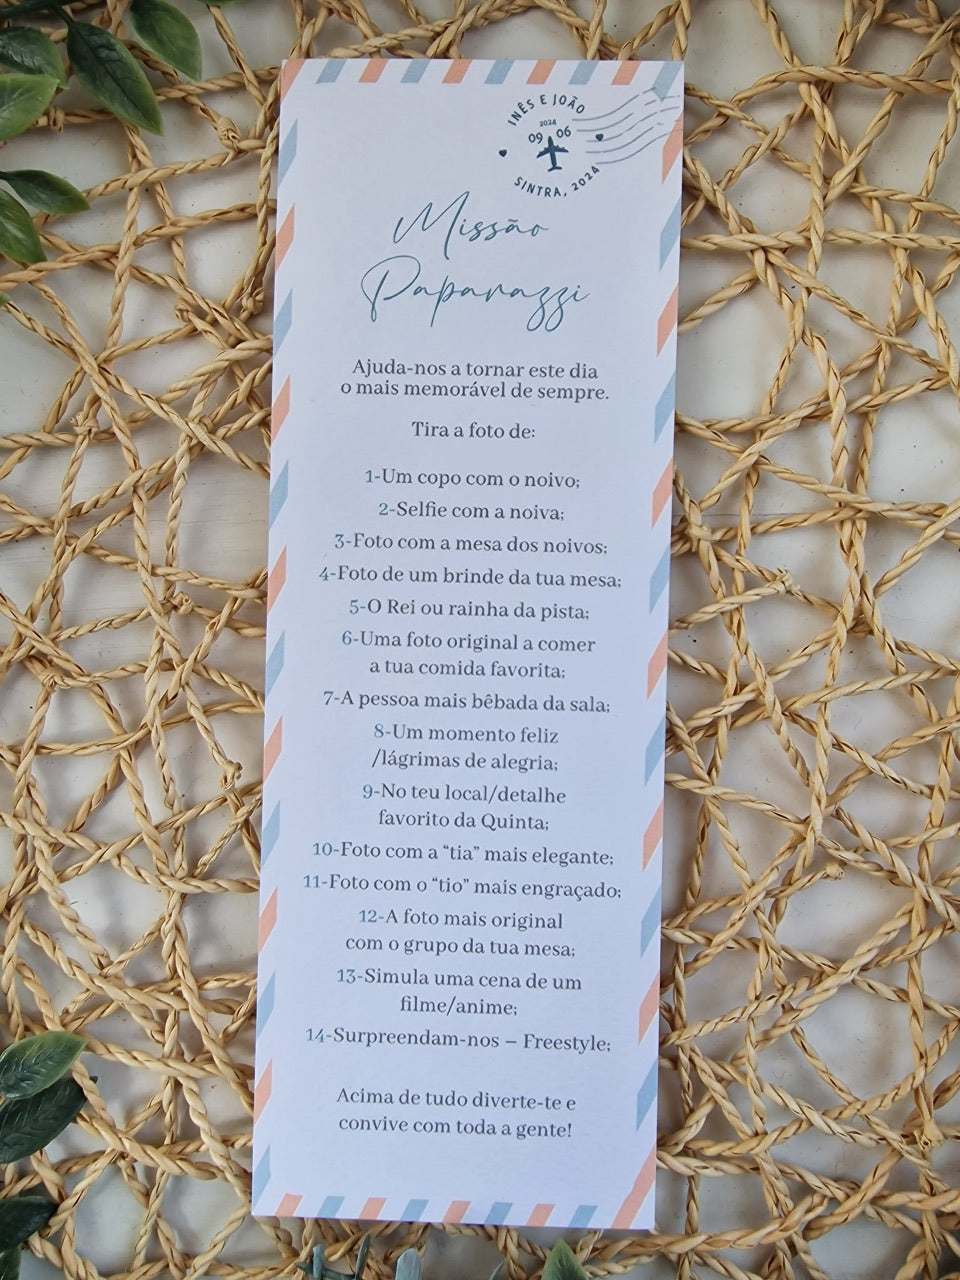 INÊS E JOÃO
2024
09 06
SINTRA, 2024
Missão
Paparazzi
Ajuda-nos a tornar este dia
o mais memorável de sempre.
Tira a foto de:
1-Um copo com o noivo;
2-Selfie com a noiva;
3-Foto com a mesa dos noivos;
4-Foto de um brinde da tua mesa;
5-O Rei ou rainha da pista;
6-Uma foto original a comer
a tua comida favorita;
7-A pessoa mais bêbada da sala;
8-Um momento feliz
/lágrimas de alegria;
9-No teu local/detalhe
favorito da Quinta;
10-Foto com a “tia” mais elegante;
11-Foto com o “tio” mais engraçado;
12-A foto mais original
com o grupo da tua mesa;
13-Simula uma cena de um
filme/anime;
14-Surpreendam-nos – Freestyle;
Acima de tudo diverte-te e
convive com toda a gente!